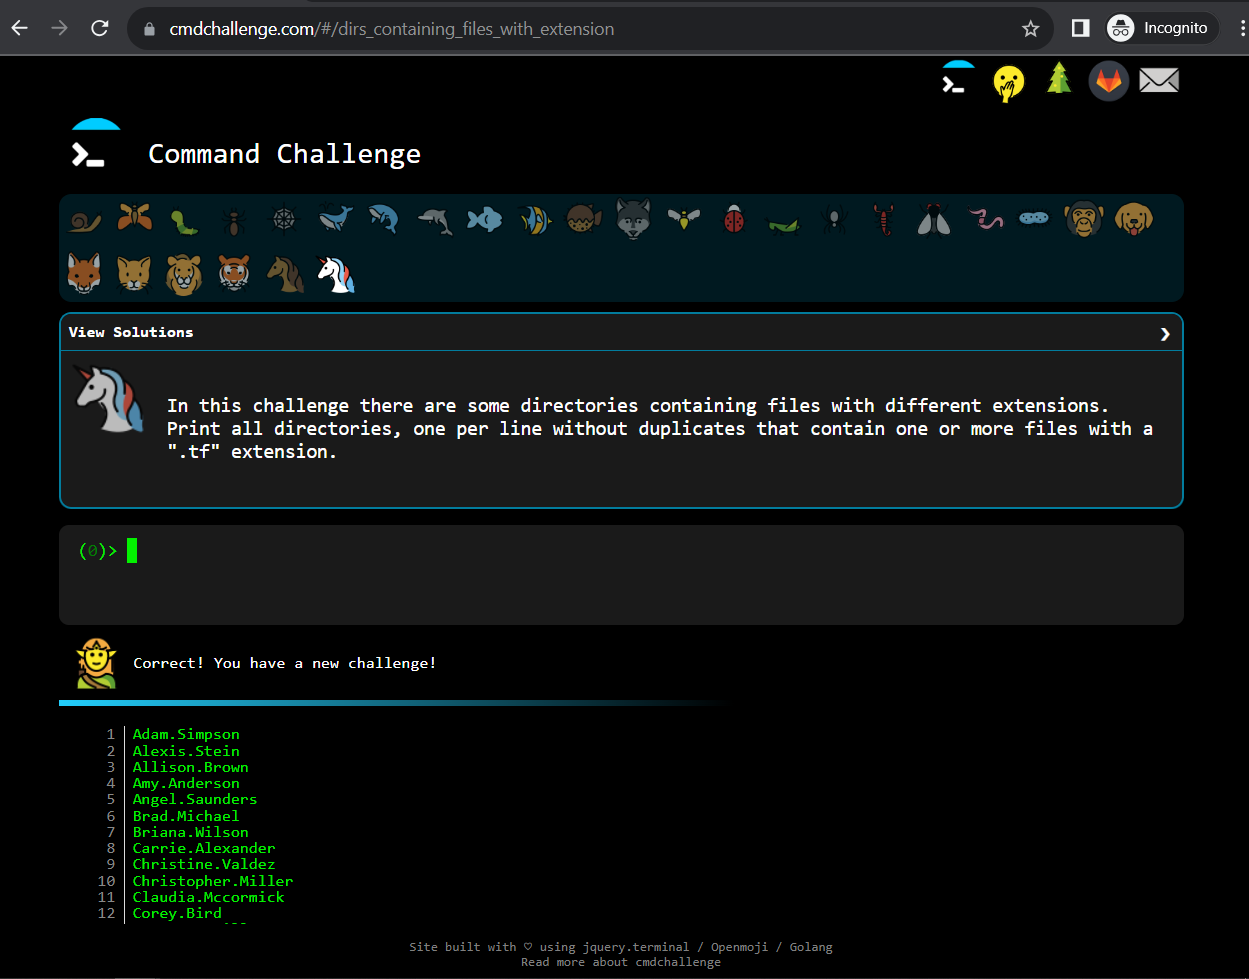 cmdchallenge.com/#/dirs_containing_files_with_extension
Incognito
Command Challenge
View Solutions
In this challenge there are some directories containing files with different extensions.
Print all directories, one per line without duplicates that contain one or more files with a
".tf" extension.
(0)>
Correct! You have a new challenge!
1 Adam.Simpson
2 Alexis.Stein
3 Allison.Brown
4 Amy.Anderson
5 Angel.Saunders
6 Brad.Michael
7 Briana.Wilson
8 Carrie.Alexander
9 Christine.Valdez
10 Christopher.Miller
11 Claudia.Mccormick
12 Corey.Bird
Site built with ♡ using jquery.terminal / Openmoji / Golang
Read more about cmdchallenge